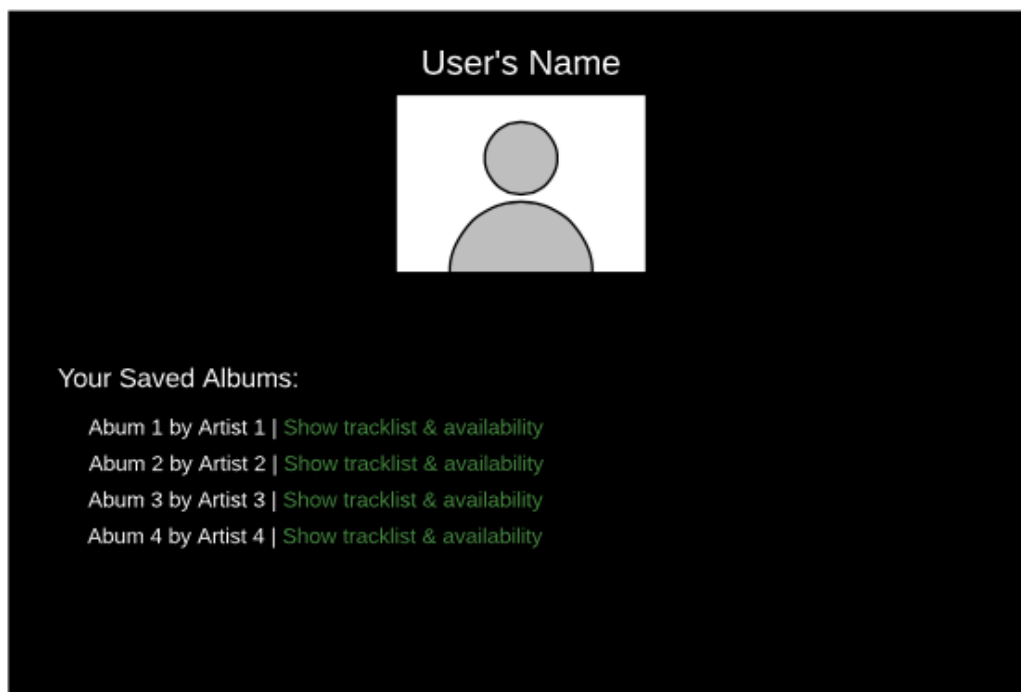 User's Name
Your Saved Albums:
Abum 1 by Artist 1 | Show tracklist & availability
Abum 2 by Artist 2 | Show tracklist & availability
Abum 3 by Artist 3 | Show tracklist & availability
Abum 4 by Artist 4 | Show tracklist & availability